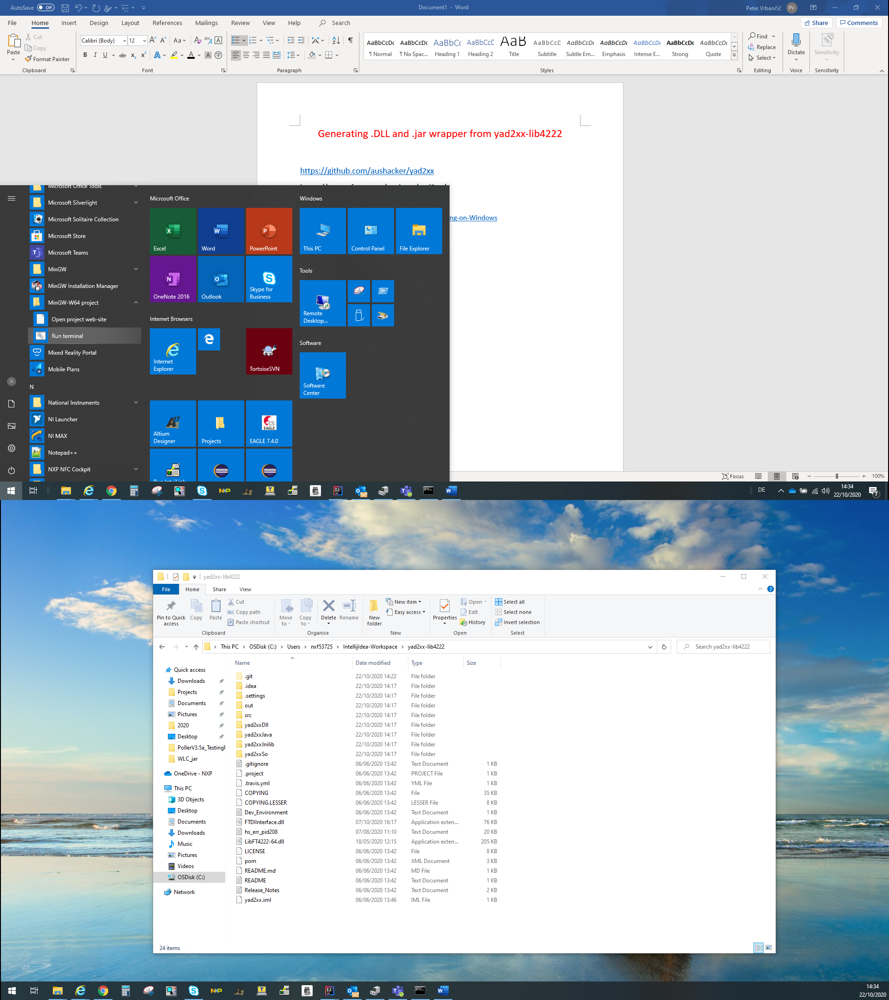 AutoSave Off
Document1 - Word
Peter Vrbančič PV
File Home Insert Design Layout References Mailings Review View Help Search
Share Comments
Paste
Cut
Copy
Format Painter
Clipboard
Calibri (Body) 12
Font
Paragraph
AaBbCcDc AaBbCcDc AaBbCc AaBbCcE AaB AaBbCcD AaBbCcDc AaBbCcDc AaBbCcDc AaBbCcDc AaBbCcDc
¶ Normal ¶ No Spac... Heading 1 Heading 2 Title Subtitle Subtle Em... Emphasis Intense E... Strong Quote
Styles
Find
Replace
Select
Editing
Dictate
Voice
Sensitivity
Sensitivity
Generating .DLL and .jar wrapper from yad2xx-lib4222
https://github.com/aushacker/yad2xx
ng-on-Windows
Microsoft Office Tools
Microsoft Silverlight
Microsoft Solitaire Collection
Microsoft Store
Microsoft Teams
MinGW
MinGW Installation Manager
MinGW-W64 project
Open project web-site
Run terminal
Mixed Reality Portal
Mobile Plans
N
National Instruments
NI Launcher
NI MAX
Notepad++
NXP NFC Cockpit
Microsoft Office
Excel
Word
PowerPoint
OneNote 2016
Outlook
Skype for Business
Internet Browsers
Internet Explorer
TortoiseSVN
Altium Designer
Projects
EAGLE 7.4.0
Windows
This PC
Control Panel
File Explorer
Tools
Remote Desktop...
Software
Software Center
Focus
100%
DE
14:34
22/10/2020
7
yad2xx-lib4222
File Home Share View
Pin to Quick access
Copy
Paste
Cut
Copy path
Paste shortcut
Clipboard
Move to
Copy to
Delete
Rename
Organise
New folder
New item
Easy access
New
Properties
Open
Edit
History
Open
Select all
Select none
Invert selection
Select
This PC > OSDisk (C:) > Users > nxf53725 > IntellijIdea-Workspace > yad2xx-lib4222
Search yad2xx-lib4222
Quick access
Downloads
Projects
Documents
Pictures
2020
Desktop
PollerV3.5a_TestingF
WLC_jar
OneDrive - NXP
This PC
3D Objects
Desktop
Documents
Downloads
Music
Pictures
Videos
OSDisk (C:)
Network
Name Date modified Type Size
.git 22/10/2020 14:22 File folder
.idea 22/10/2020 14:17 File folder
.settings 22/10/2020 14:17 File folder
out 22/10/2020 14:17 File folder
src 22/10/2020 14:17 File folder
yad2xxDll 22/10/2020 14:17 File folder
yad2xxJava 22/10/2020 14:17 File folder
yad2xxJnilib 22/10/2020 14:17 File folder
yad2xxSo 22/10/2020 14:17 File folder
.gitignore 06/06/2020 13:42 Text Document 1 KB
.project 06/06/2020 13:42 PROJECT File 1 KB
.travis.yml 06/06/2020 13:42 YML File 1 KB
COPYING 06/06/2020 13:42 File 35 KB
COPYING.LESSER 06/06/2020 13:42 LESSER File 8 KB
Dev_Environment 06/06/2020 13:42 Text Document 1 KB
FTDIInterface.dll 07/10/2020 16:17 Application exten... 76 KB
hs_err_pid208 07/08/2020 11:10 Text Document 20 KB
LibFT4222-64.dll 18/05/2020 12:15 Application exten... 205 KB
LICENSE 06/06/2020 13:42 File 8 KB
pom 06/06/2020 13:42 XML Document 3 KB
README.md 06/06/2020 13:42 MD File 1 KB
README 06/06/2020 13:42 Text Document 1 KB
Release_Notes 06/06/2020 13:42 Text Document 2 KB
yad2xx.iml 06/06/2020 13:46 IML File 1 KB
24 items
14:34
22/10/2020